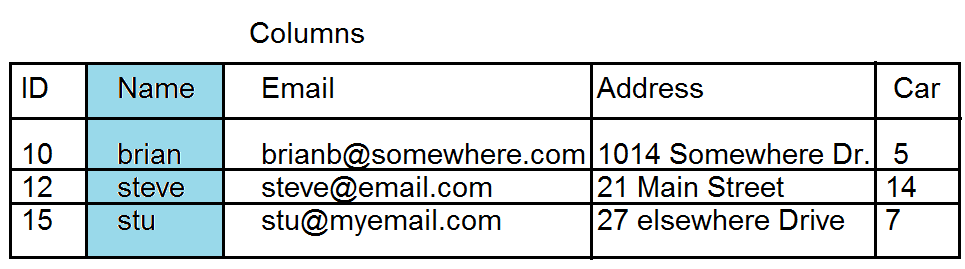 Columns
ID Name Email Address Car
10 brian brianb@somewhere.com 1014 Somewhere Dr. 5
12 steve steve@email.com 21 Main Street 14
15 stu stu@myemail.com 27 elsewhere Drive 7